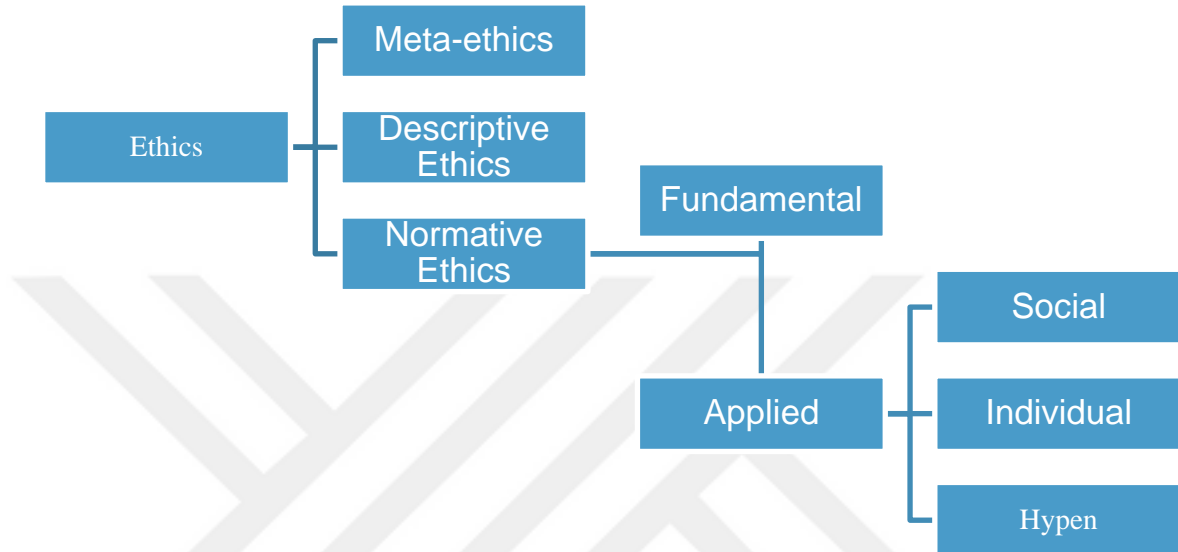 Meta-ethics
Ethics
Descriptive
Ethics
Normative
Ethics
Fundamental
Social
Applied
Individual
Hypen